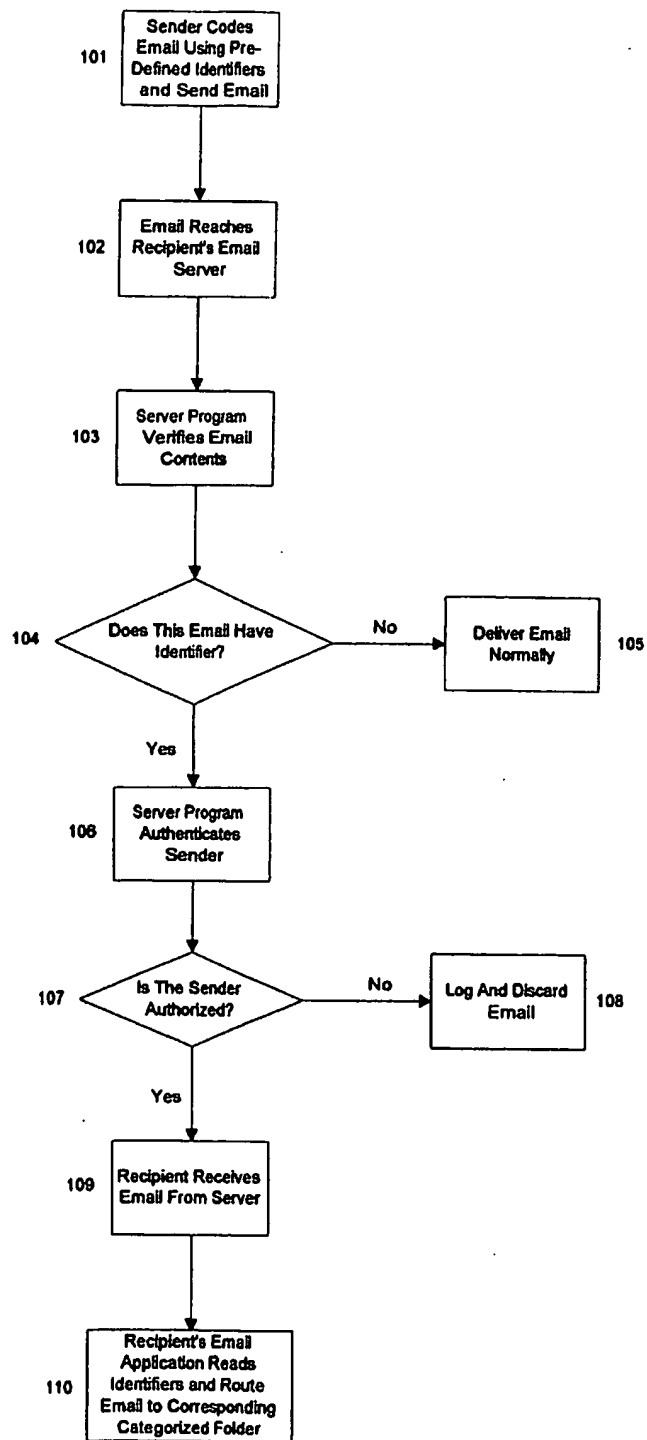 101
Sender Codes
Email Using Pre-
Defined Identifiers
and Send Email
102
Email Reaches
Recipient's Email
Server
103
Server Program
Verifies Email
Contents
104
Does This Email Have
Identifier?
No
Deliver Email
Normally
105
Yes
106
Server Program
Authenticates
Sender
107
Is The Sender
Authorized?
No
Log And Discard
Email
108
Yes
109
Recipient Receives
Email From Server
110
Recipient's Email
Application Reads
Identifiers and Route
Email to Corresponding
Categorized Folder